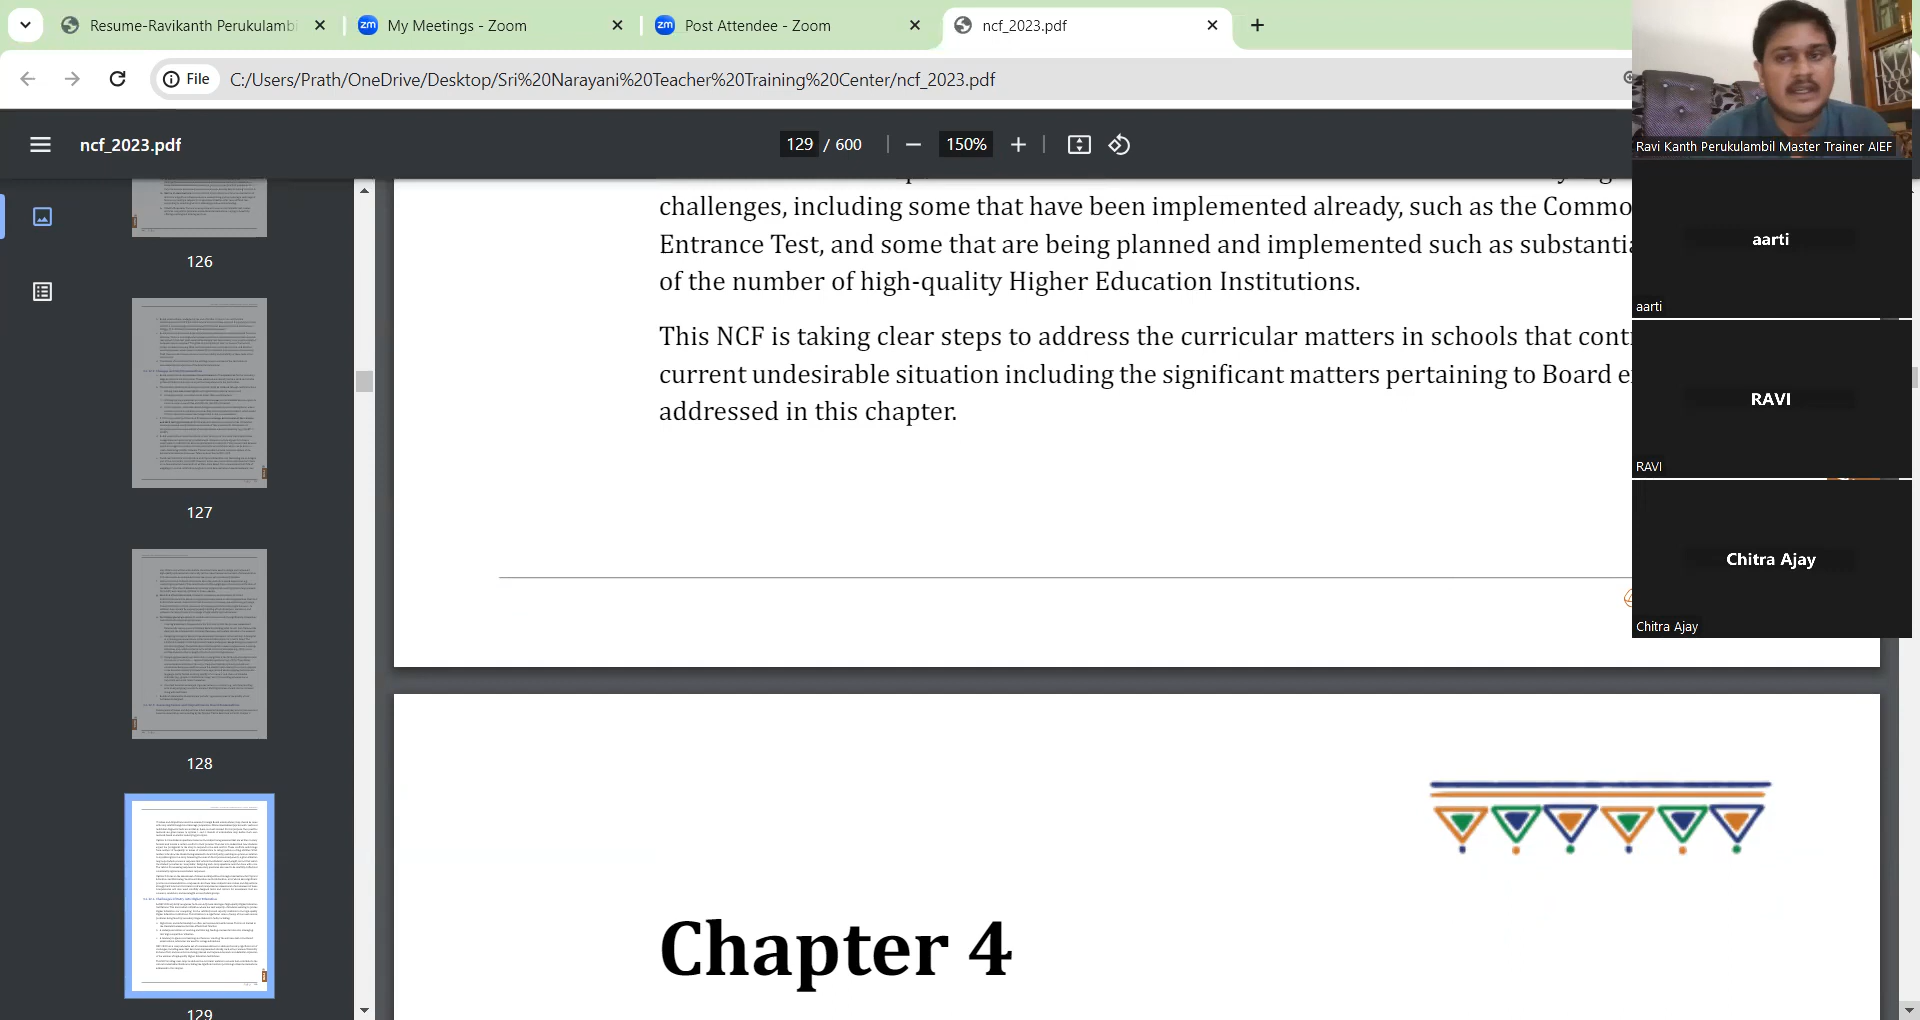 Resume-Ravikanth Perukulambi
My Meetings - Zoom
Post Attendee - Zoom
ncf_2023.pdf
File
C:/Users/Prath/OneDrive/Desktop/Sri%20Narayani%20Teacher%20Training%20Center/ncf_2023.pdf
ncf_2023.pdf
129 / 600
150%
126
127
128
129
challenges, including some that have been implemented already, such as the Commo
Entrance Test, and some that are being planned and implemented such as substantia
of the number of high-quality Higher Education Institutions.
This NCF is taking clear steps to address the curricular matters in schools that cont
current undesirable situation including the significant matters pertaining to Board e
addressed in this chapter.
Chapter 4
Ravi Kanth Perukulambil Master Trainer AIEF
aarti
aarti
RAVI
RAVI
Chitra Ajay
Chitra Ajay